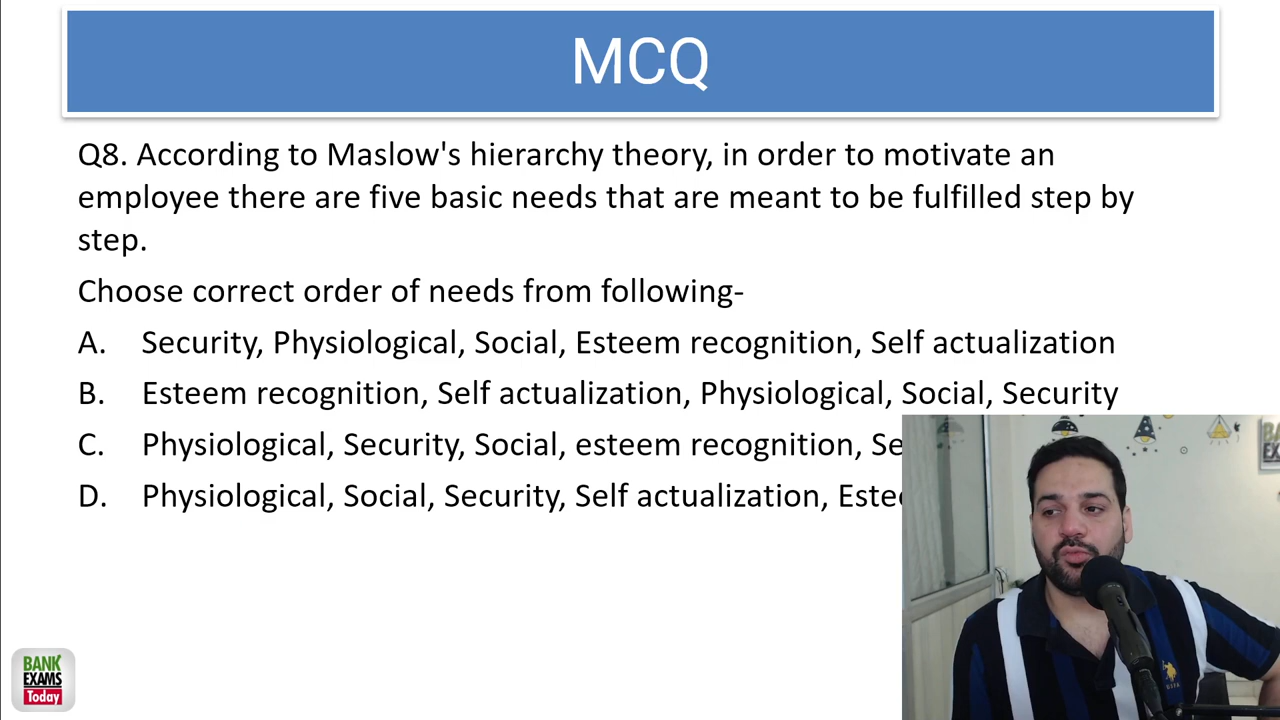 MCQ
Q8. According to Maslow's hierarchy theory, in order to motivate an
employee there are five basic needs that are meant to be fulfilled step by
step.
Choose correct order of needs from following-
A. Security, Physiological, Social, Esteem recognition, Self actualization
B. Esteem recognition, Self actualization, Physiological, Social, Security
C. Physiological, Security, Social, esteem recognition,
D. Physiological, Social, Security, Self actualization,
BANK
EXAMS
Today